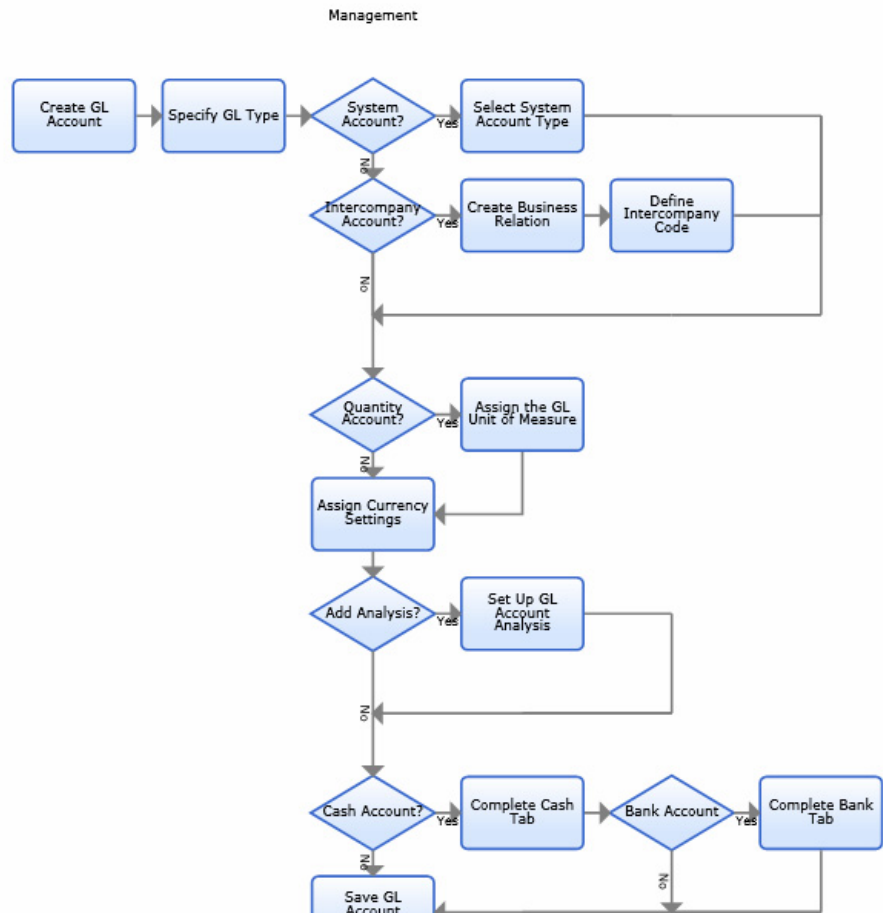 Management
Create GL
Account
Specify GL Type
System
Account?
Yes
Select System
Account Type
No
Intercompany
Account?
Yes
Create Business
Relation
Define
Intercompany
Code
No
Quantity
Account?
Yes
Assign the GL
Unit of Measure
No
Assign Currency
Settings
Add Analysis?
Yes
Set Up GL
Account
Analysis
No
Cash Account?
Yes
Complete Cash
Tab
Bank Account
Yes
Complete Bank
Tab
No
No
Save GL
Account